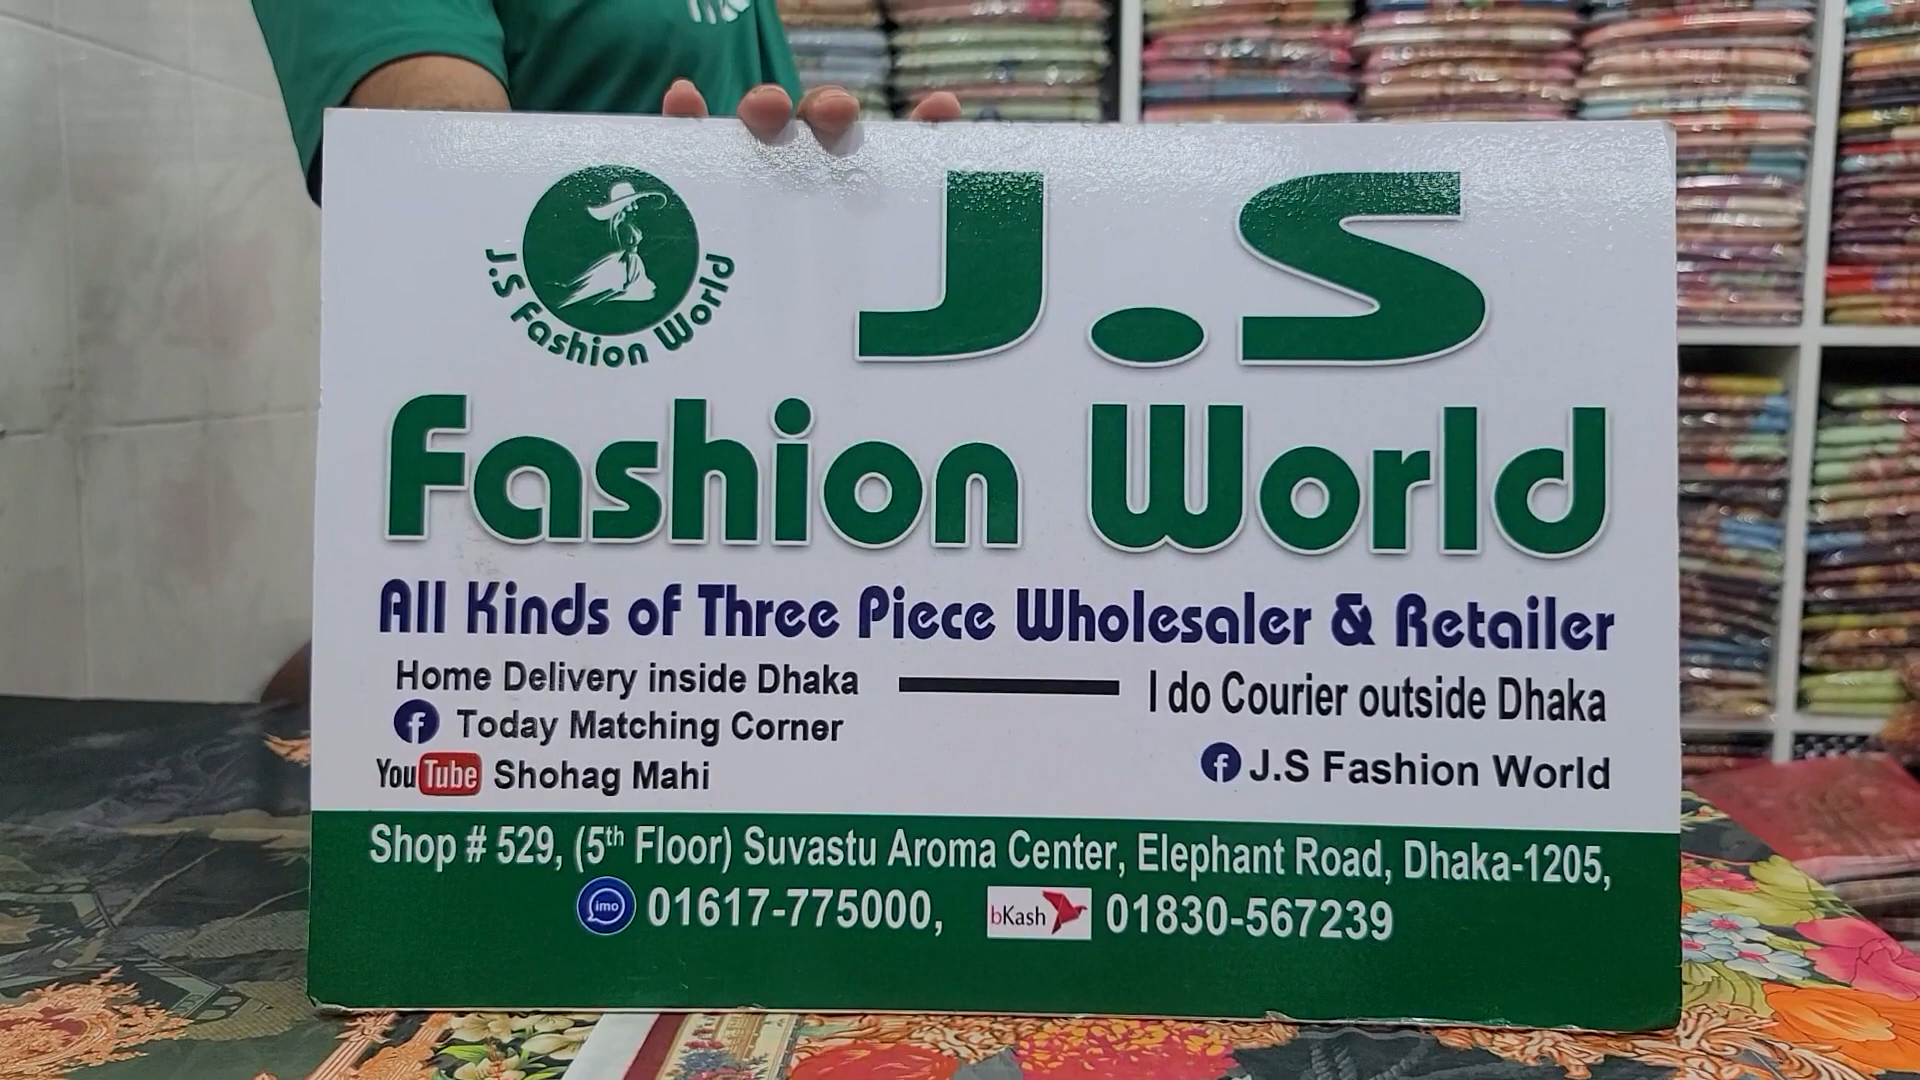 J.S
J.S Fashion World
Fashion World
All Kinds of Three Piece Wholesaler & Retailer
Home Delivery inside Dhaka
I do Courier outside Dhaka
f Today Matching Corner
YouTube Shohag Mahi
f J.S Fashion World
Shop # 529, (5th Floor) Suvastu Aroma Center, Elephant Road, Dhaka-1205,
imo 01617-775000, bKash 01830-567239